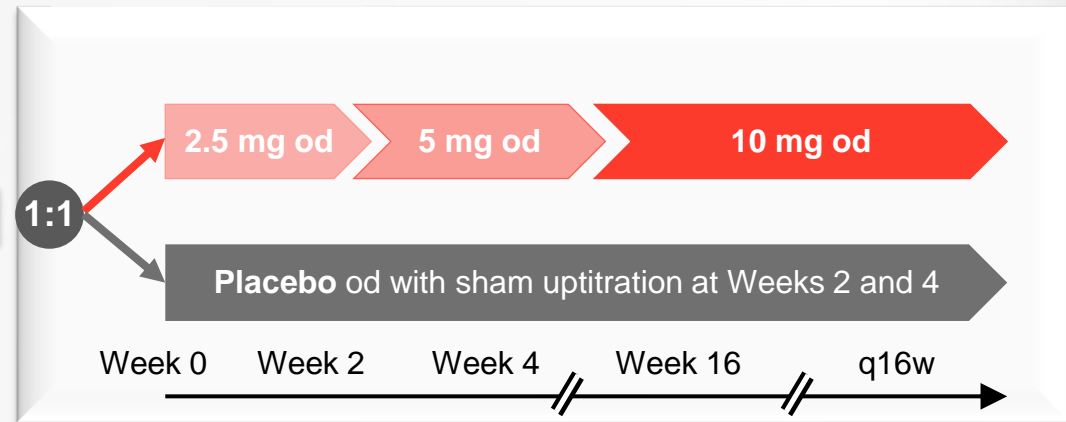 2.5 mg od
5 mg od
10 mg od
1:1
Placebo od with sham uptitration at Weeks 2 and 4
Week 0 Week 2 Week 4 Week 16 q16w